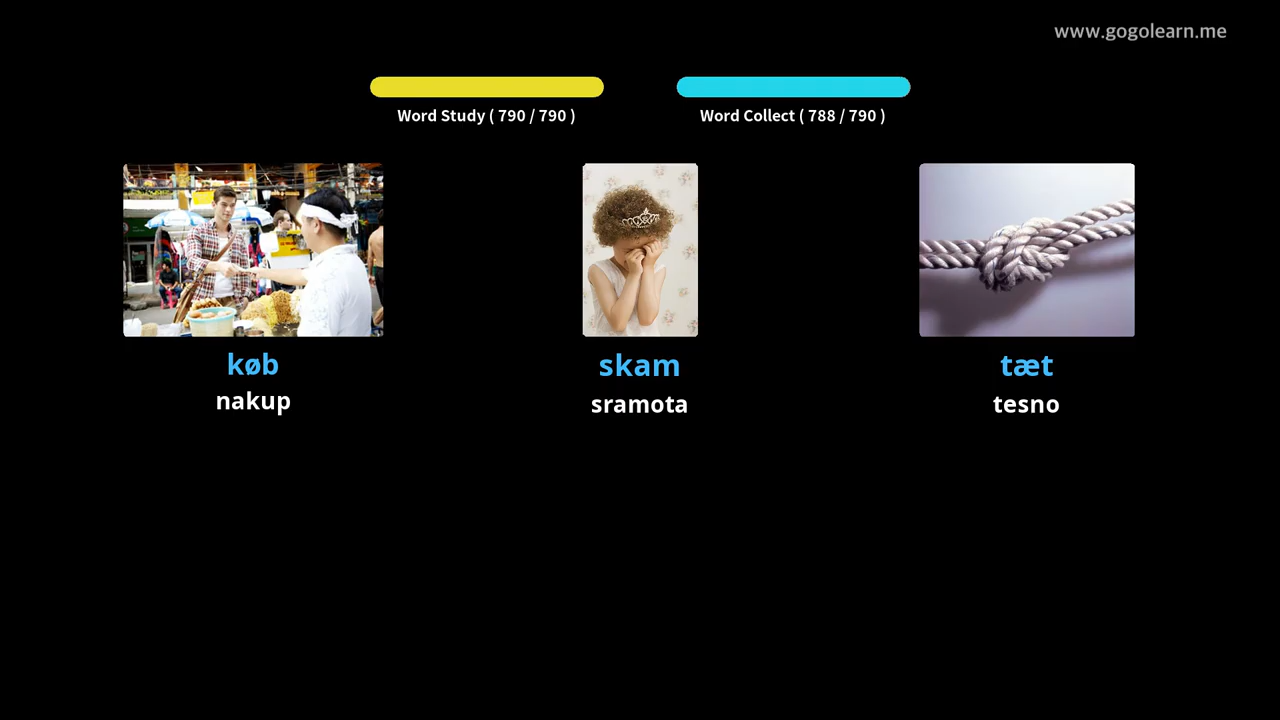 www.gogolearn.me
Word Study ( 790 / 790 )
Word Collect ( 788 / 790 )
køb
skam
tæt
nakup
sramota
tesno